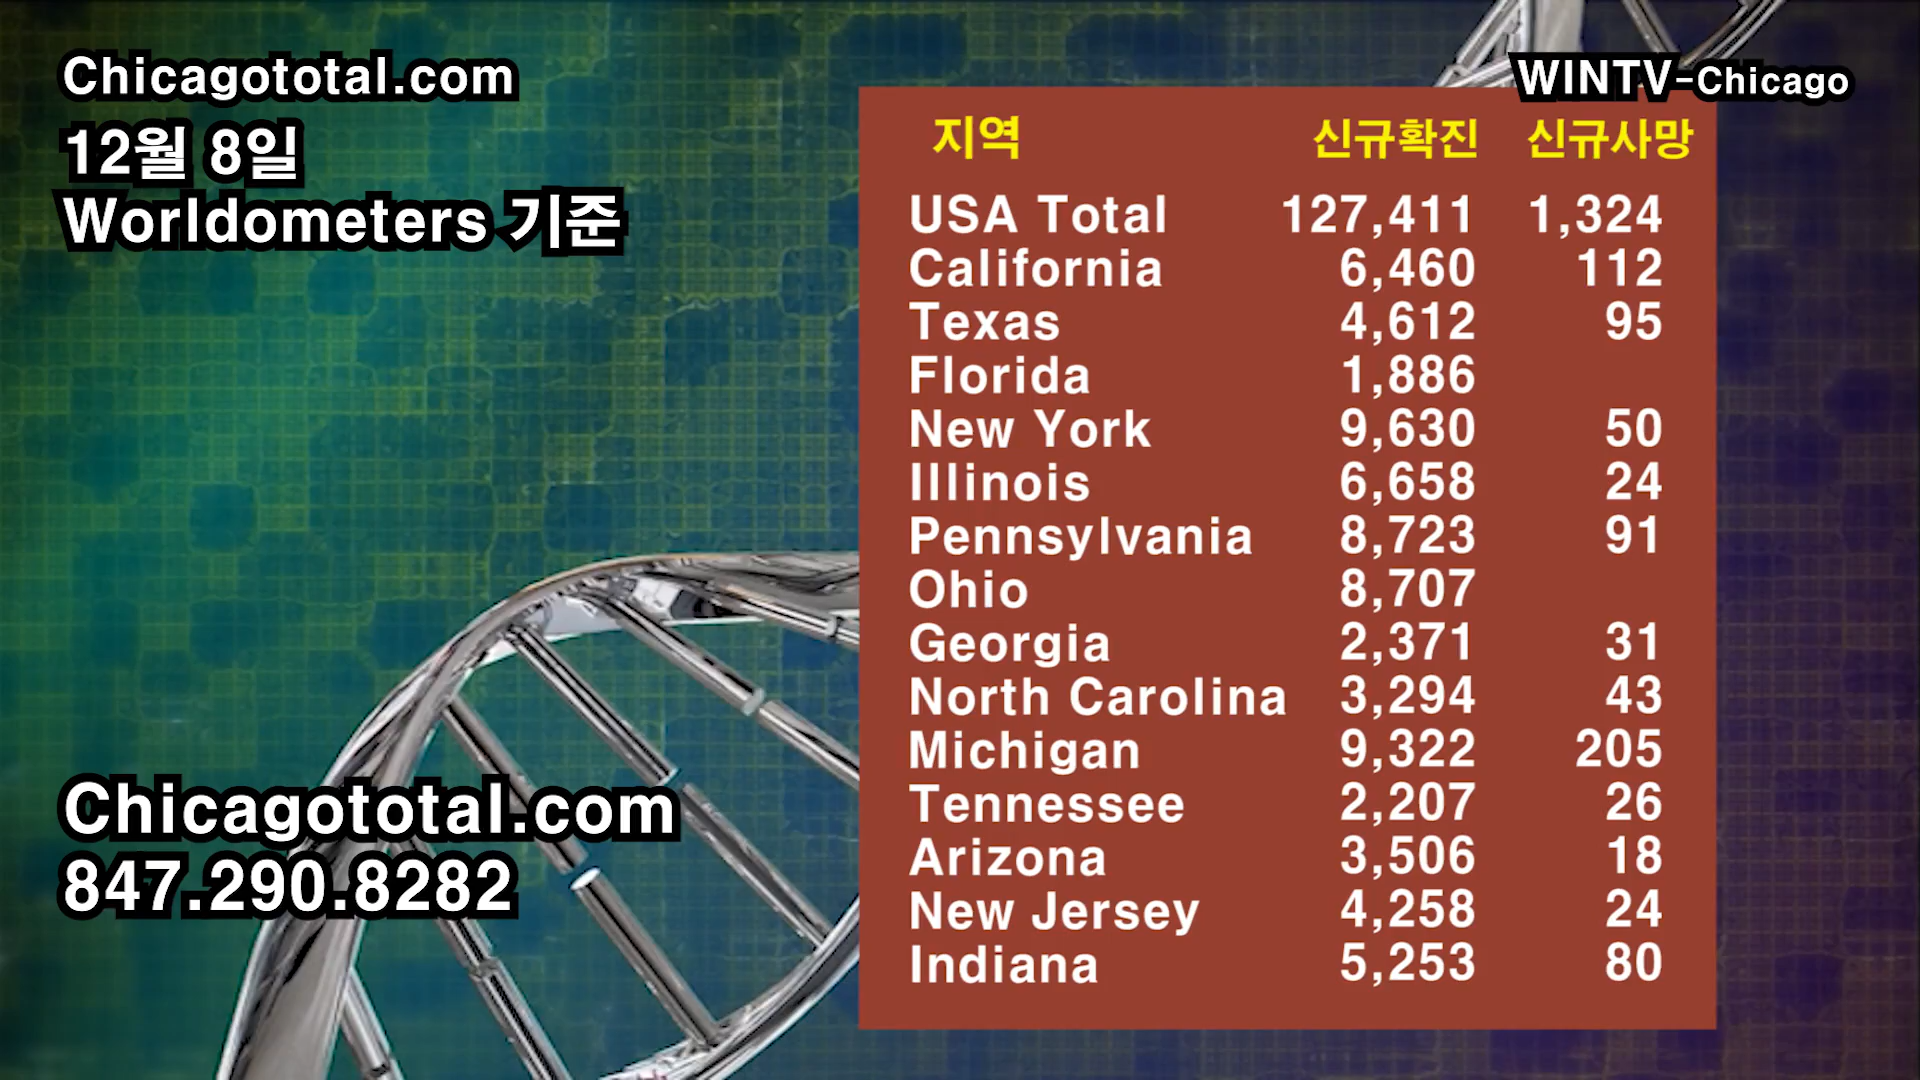 Chicagototal.com
12월 8일
Worldometers 기준
WINTV-Chicago
지역 신규확진 신규사망
USA Total 127,411 1,324
California 6,460 112
Texas 4,612 95
Florida 1,886
New York 9,630 50
Illinois 6,658 24
Pennsylvania 8,723 91
Ohio 8,707
Georgia 2,371 31
North Carolina 3,294 43
Michigan 9,322 205
Tennessee 2,207 26
Arizona 3,506 18
New Jersey 4,258 24
Indiana 5,253 80
Chicagototal.com
847.290.8282